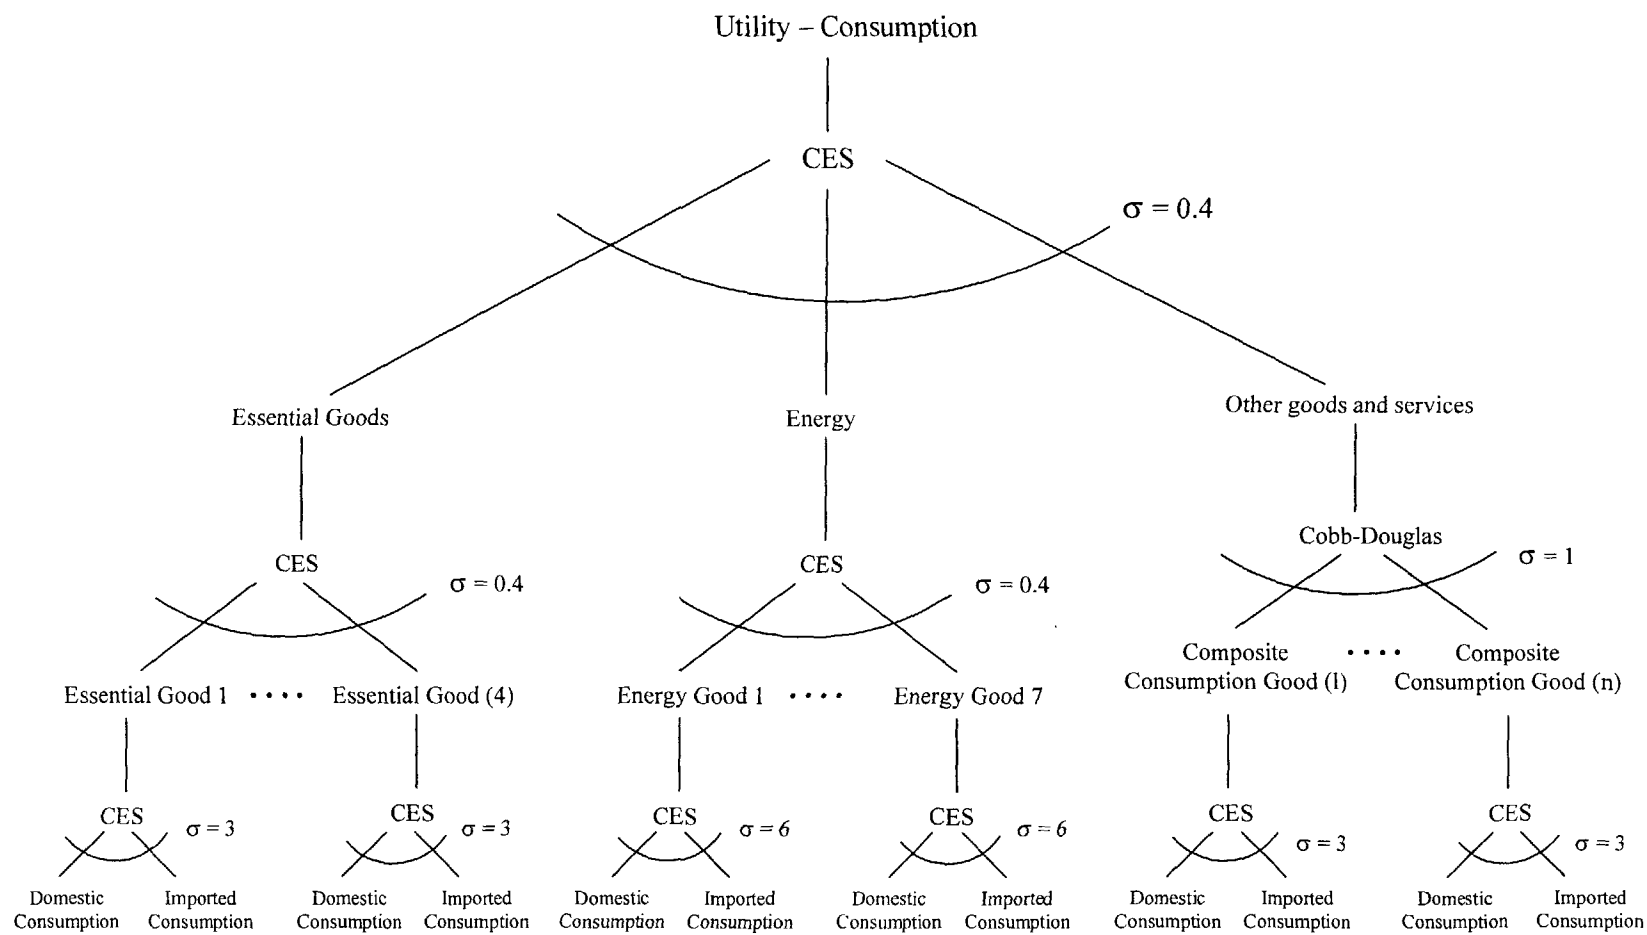 Utility – Consumption
CES
σ = 0.4
Essential Goods
Energy
Other goods and services
CES
σ = 0.4
CES
σ = 0.4
Cobb-Douglas
σ = 1
Essential Good 1 ···· Essential Good (4)
Energy Good 1 ···· Energy Good 7
Composite
Consumption Good (l)
····
Composite
Consumption Good (n)
CES
σ = 3
CES
σ = 3
CES
σ = 6
CES
σ = 6
CES
σ = 3
CES
σ = 3
Domestic
Consumption
Imported
Consumption
Domestic
Consumption
Imported
Consumption
Domestic
Consumption
Imported
Consumption
Domestic
Consumption
Imported
Consumption
Domestic
Consumption
Imported
Consumption
Domestic
Consumption
Imported
Consumption